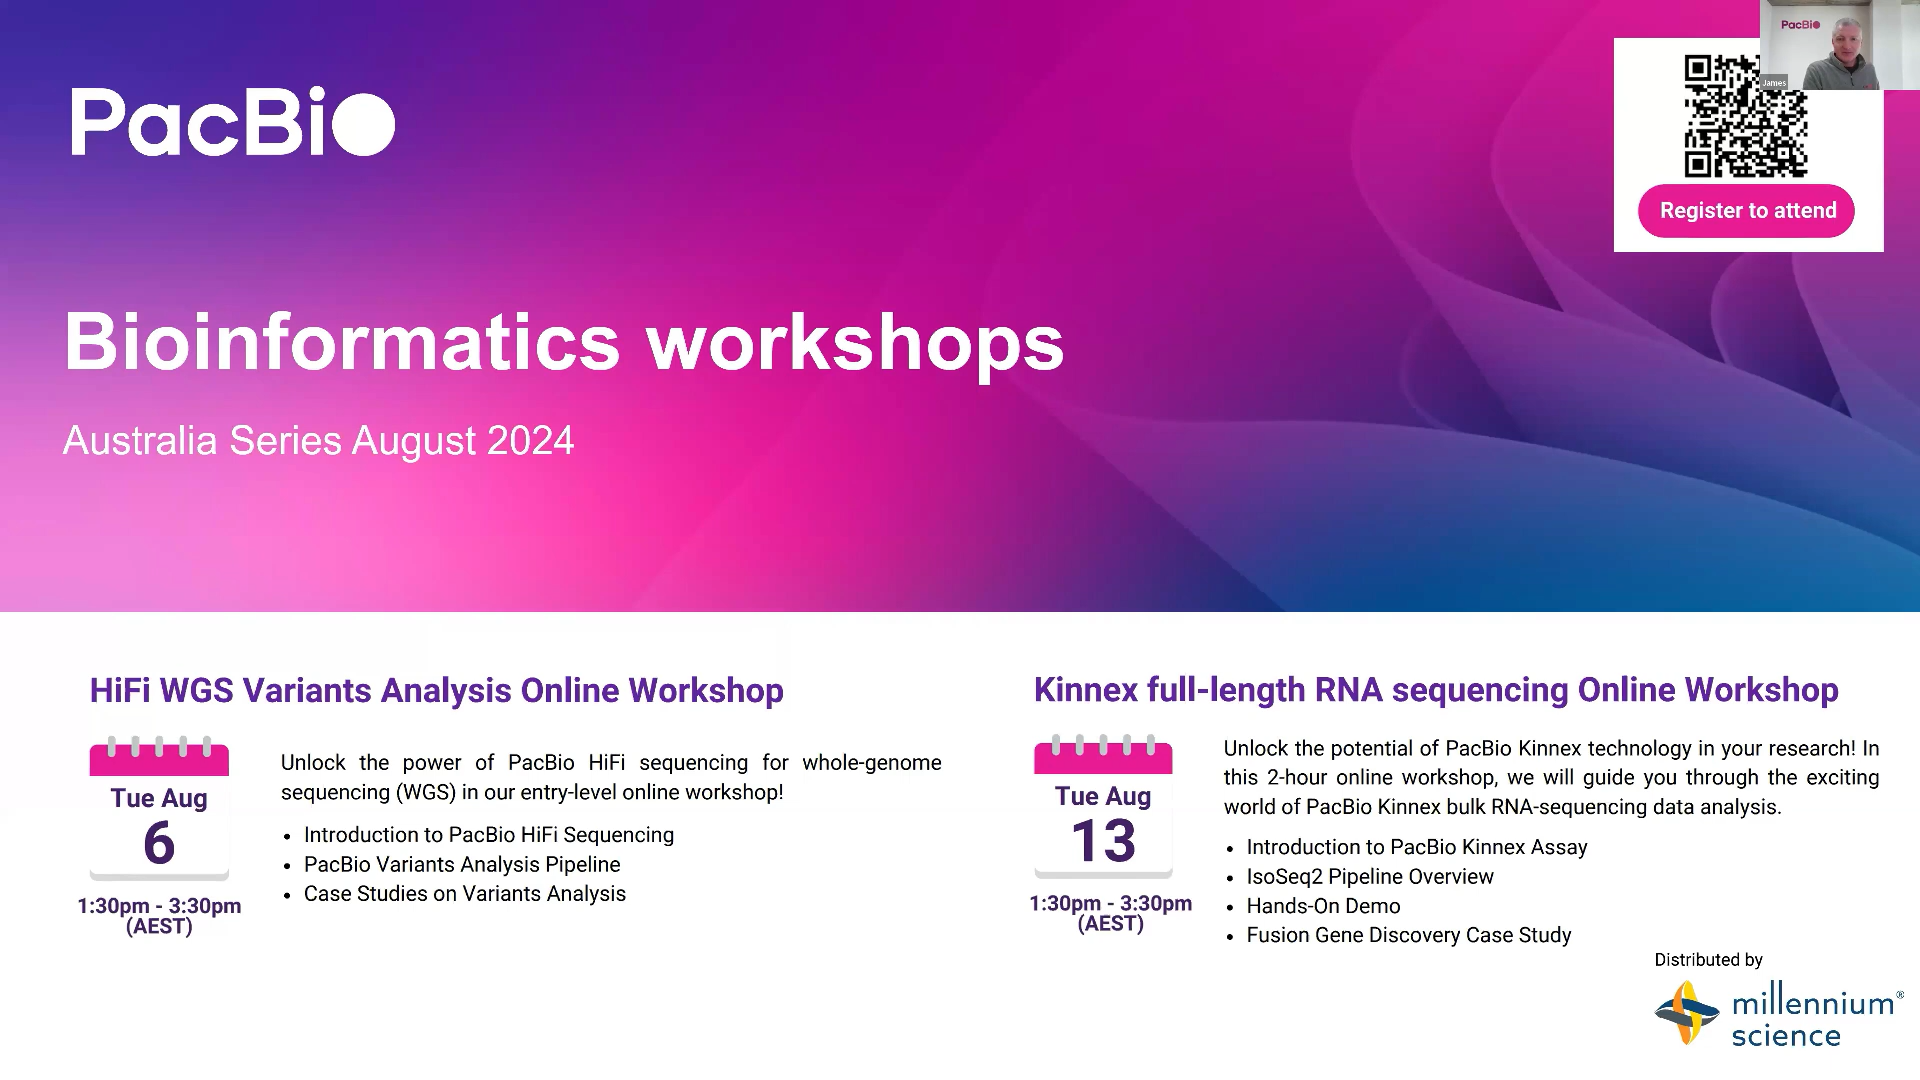 PacBio
PacBio
James
Register to attend
Bioinformatics workshops
Australia Series August 2024
HiFi WGS Variants Analysis Online Workshop
Tue Aug
6
1:30pm - 3:30pm
(AEST)
Unlock the power of PacBio HiFi sequencing for whole-genome
sequencing (WGS) in our entry-level online workshop!
• Introduction to PacBio HiFi Sequencing
• PacBio Variants Analysis Pipeline
• Case Studies on Variants Analysis
Kinnex full-length RNA sequencing Online Workshop
Tue Aug
13
1:30pm - 3:30pm
(AEST)
Unlock the potential of PacBio Kinnex technology in your research! In
this 2-hour online workshop, we will guide you through the exciting
world of PacBio Kinnex bulk RNA-sequencing data analysis.
• Introduction to PacBio Kinnex Assay
• IsoSeq2 Pipeline Overview
• Hands-On Demo
• Fusion Gene Discovery Case Study
Distributed by
millennium®
science